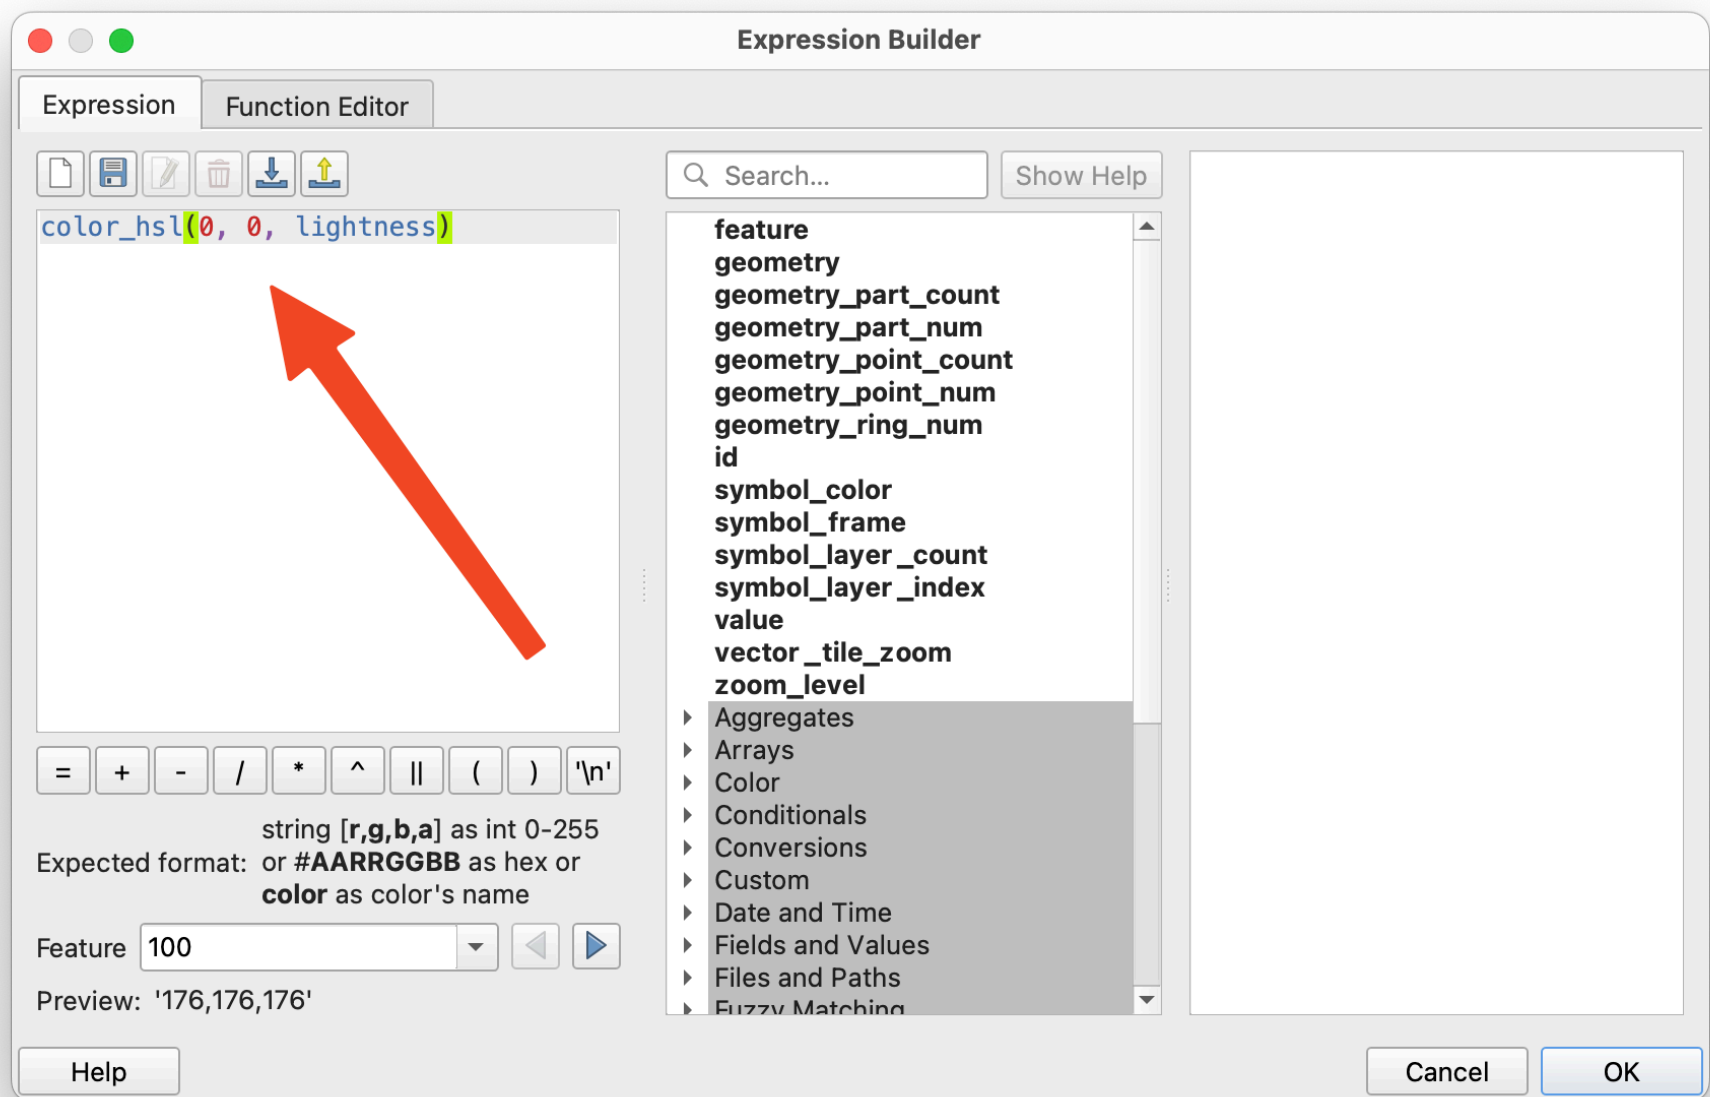 Expression Builder
Expression
Function Editor
color_hsl(0, 0, lightness)
Search...
Show Help
feature
geometry
geometry_part_count
geometry_part_num
geometry_point_count
geometry_point_num
geometry_ring_num
id
symbol_color
symbol_frame
symbol_layer_count
symbol_layer_index
value
vector_tile_zoom
zoom_level
Aggregates
Arrays
Color
Conditionals
Conversions
Custom
Date and Time
Fields and Values
Files and Paths
Fuzzy Matching
= + - / * ^ || ( ) '\n'
Expected format: string [r,g,b,a] as int 0-255
or #AARRGGBB as hex or
color as color's name
Feature 100
Preview: '176,176,176'
Help
Cancel
OK